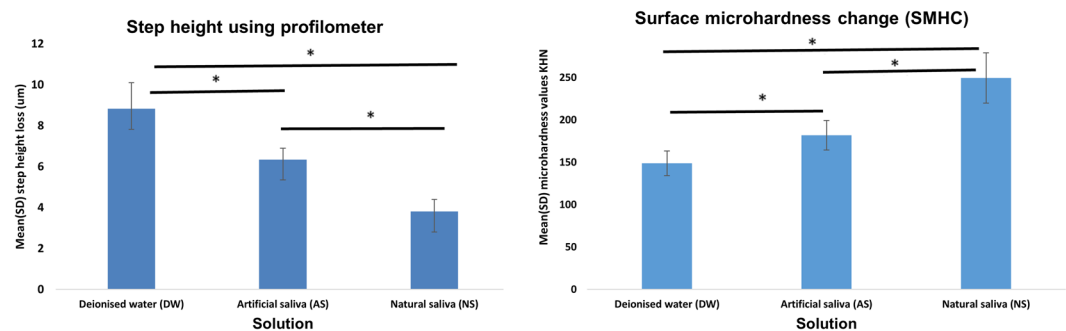 Step height using profilometer
Mean(SD) step height loss (um)
12
10
8
6
4
2
0
*
*
*
Deionised water (DW) Artificial saliva (AS) Natural saliva (NS)
Solution
Surface microhardness change (SMHC)
Mean(SD) microhardness values KHN
250
200
150
100
50
0
*
*
*
Deionised water (DW) Artificial saliva (AS) Natural saliva (NS)
Solution